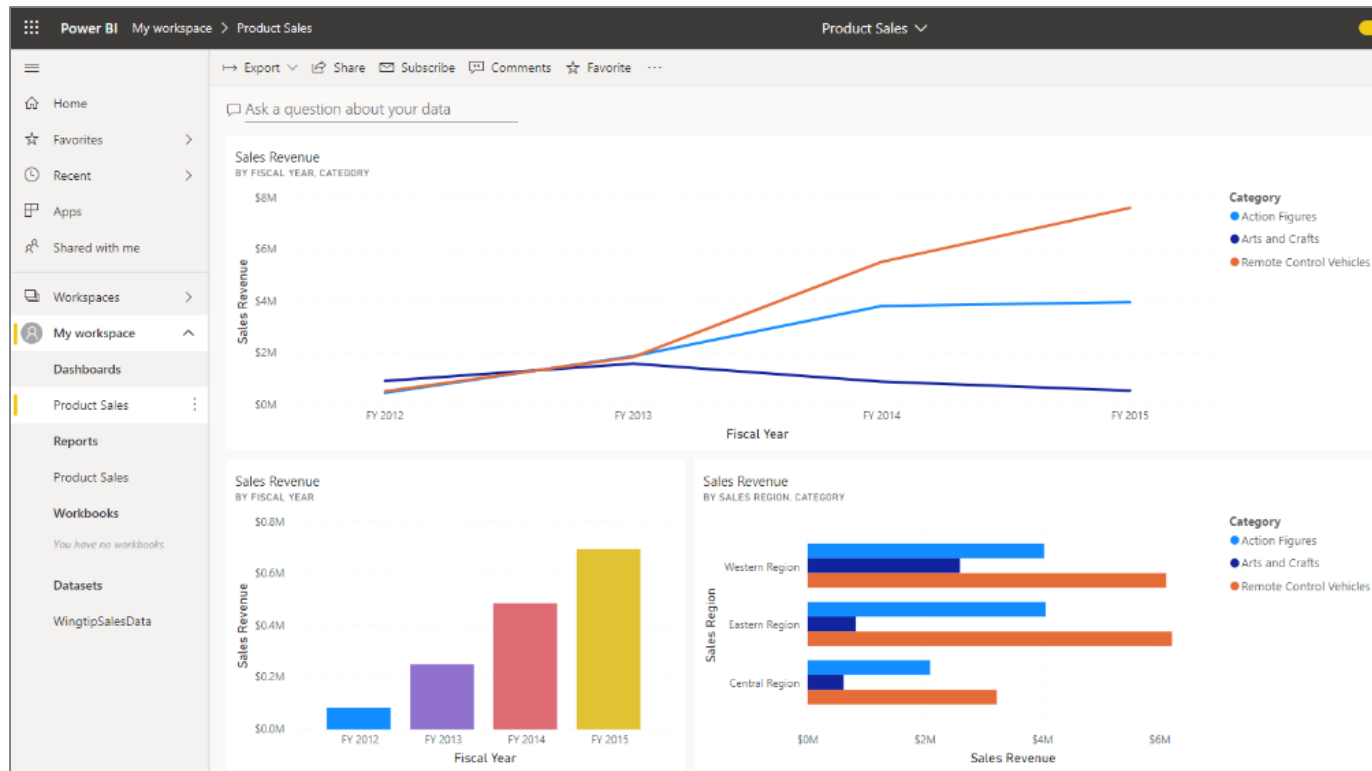 Power BI My workspace > Product Sales
Product Sales
Export Share Subscribe Comments Favorite ...
Home
Favorites
Recent
Apps
Shared with me
Workspaces
My workspace
Dashboards
Product Sales
Reports
Product Sales
Workbooks
You have no workbooks
Datasets
WingtipSalesData
Ask a question about your data
Sales Revenue
BY FISCAL YEAR, CATEGORY
$8M
$6M
$4M
$2M
$0M
Sales Revenue
FY 2012 FY 2013 FY 2014 FY 2015
Fiscal Year
Category
Action Figures
Arts and Crafts
Remote Control Vehicles
Sales Revenue
BY FISCAL YEAR
$0.8M
$0.6M
$0.4M
$0.2M
$0.0M
Sales Revenue
FY 2012 FY 2013 FY 2014 FY 2015
Fiscal Year
Sales Revenue
BY SALES REGION, CATEGORY
Sales Region
Western Region
Eastern Region
Central Region
$0M $2M $4M $6M
Sales Revenue
Category
Action Figures
Arts and Crafts
Remote Control Vehicles